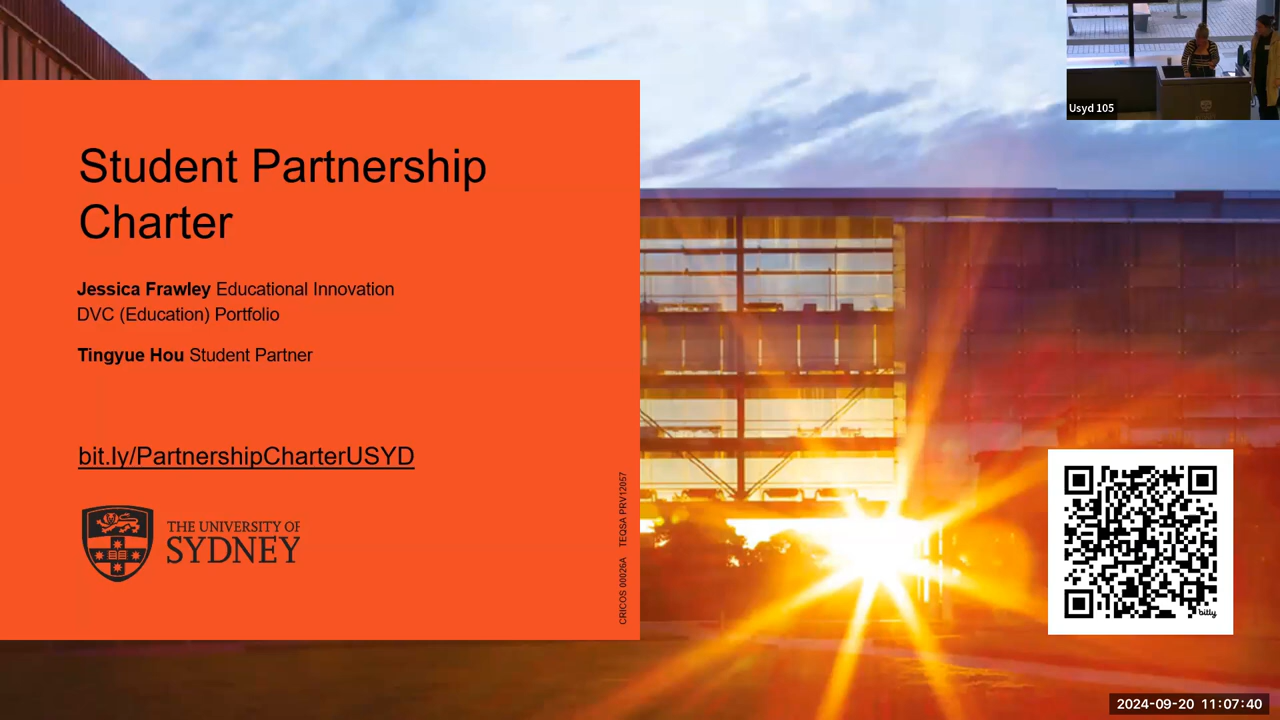 Usyd 105
Student Partnership
Charter
Jessica Frawley Educational Innovation
DVC (Education) Portfolio
Tingyue Hou Student Partner
bit.ly/PartnershipCharterUSYD
THE UNIVERSITY OF
SYDNEY
CRICOS 00026A TEQSA PRV12057
bitly
2024-09-20 11:07:40